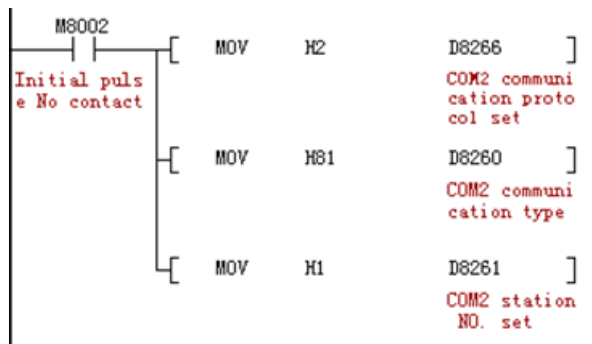 M8002
MOV H2 D8266
Initial puls
e No contact
COM2 communi
cation proto
col set
MOV H81 D8260
COM2 communi
cation type
MOV H1 D8261
COM2 station
NO. set